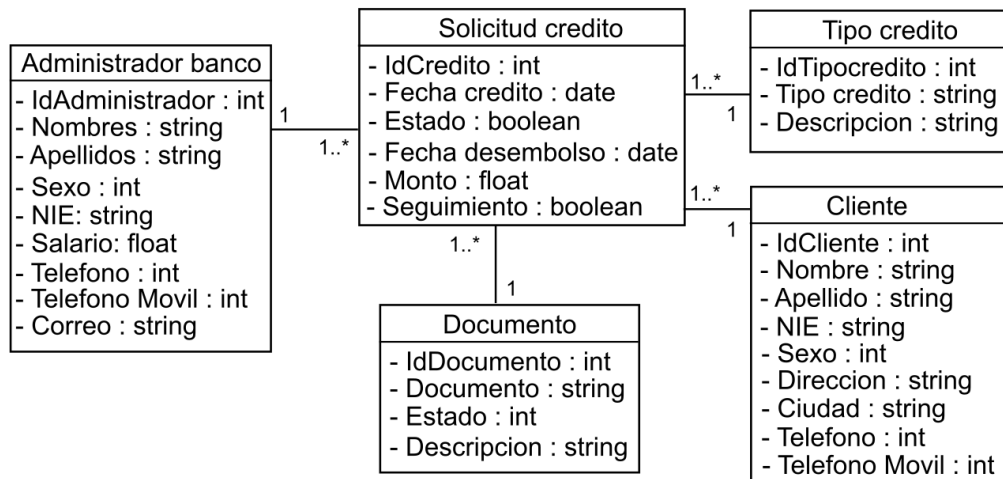 Administrador banco
- IdAdministrador : int
- Nombres : string
- Apellidos : string
- Sexo : int
- NIE: string
- Salario: float
- Telefono : int
- Telefono Movil : int
- Correo : string
1
1..*
Solicitud credito
- IdCredito : int
- Fecha credito : date
- Estado : boolean
- Fecha desembolso : date
- Monto : float
- Seguimiento : boolean
1..*
1
1..*
1
1..*
1
Tipo credito
- IdTipocredito : int
- Tipo credito : string
- Descripcion : string
Documento
- IdDocumento : int
- Documento : string
- Estado : int
- Descripcion : string
Cliente
- IdCliente : int
- Nombre : string
- Apellido : string
- NIE : string
- Sexo : int
- Direccion : string
- Ciudad : string
- Telefono : int
- Telefono Movil : int